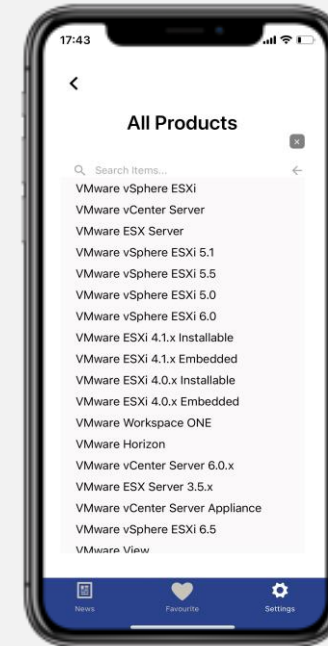 17:43
All Products
Search Items...
VMware vSphere ESXi
VMware vCenter Server
VMware ESX Server
VMware vSphere ESXi 5.1
VMware vSphere ESXi 5.5
VMware vSphere ESXi 5.0
VMware vSphere ESXi 6.0
VMware ESXi 4.1.x Installable
VMware ESXi 4.1.x Embedded
VMware ESXi 4.0.x Installable
VMware ESXi 4.0.x Embedded
VMware Workspace ONE
VMware Horizon
VMware vCenter Server 6.0.x
VMware ESX Server 3.5.x
VMware vCenter Server Appliance
VMware vSphere ESXi 6.5
VMware View
News Favourite Settings